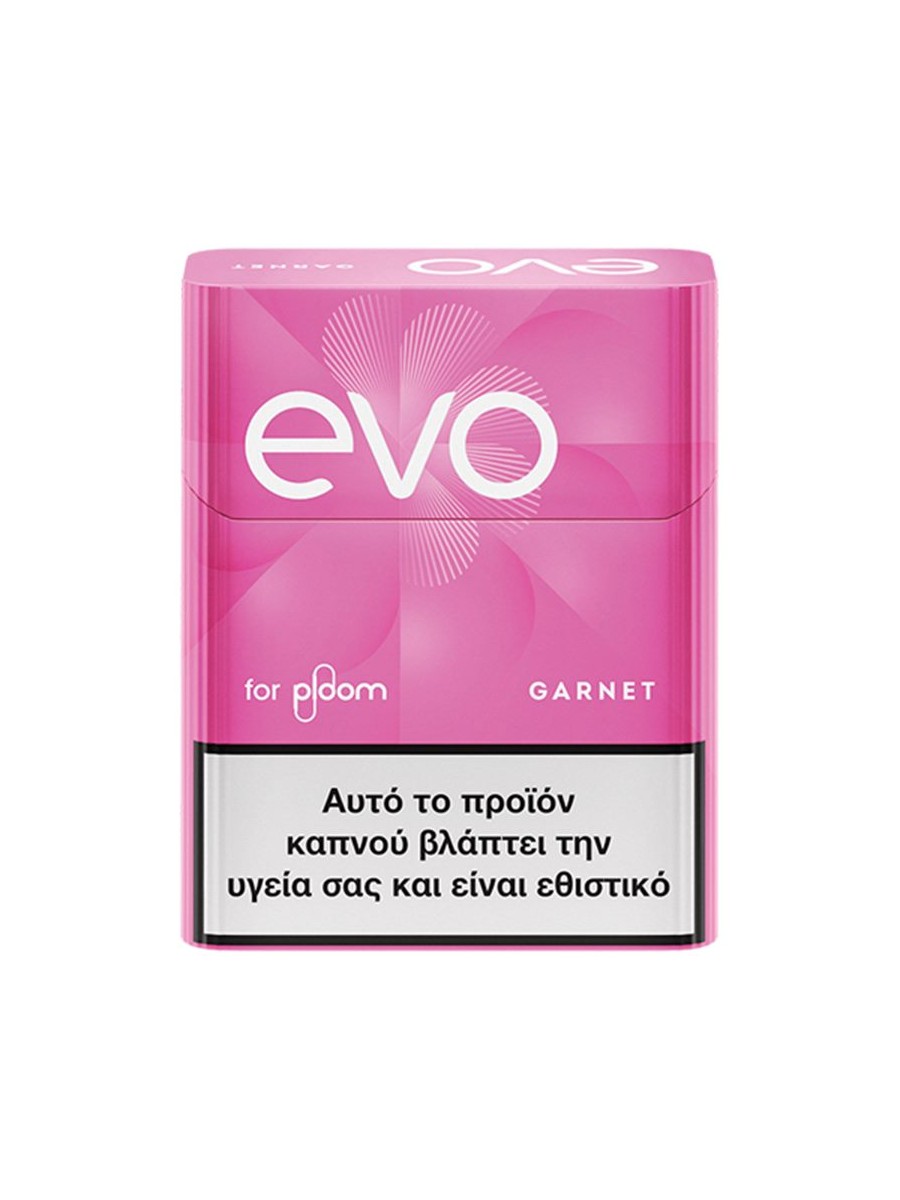 GARNET evo
evo
for ploom GARNET
Αυτό το προϊόν
καπνού βλάπτει την
υγεία σας και είναι εθιστικό